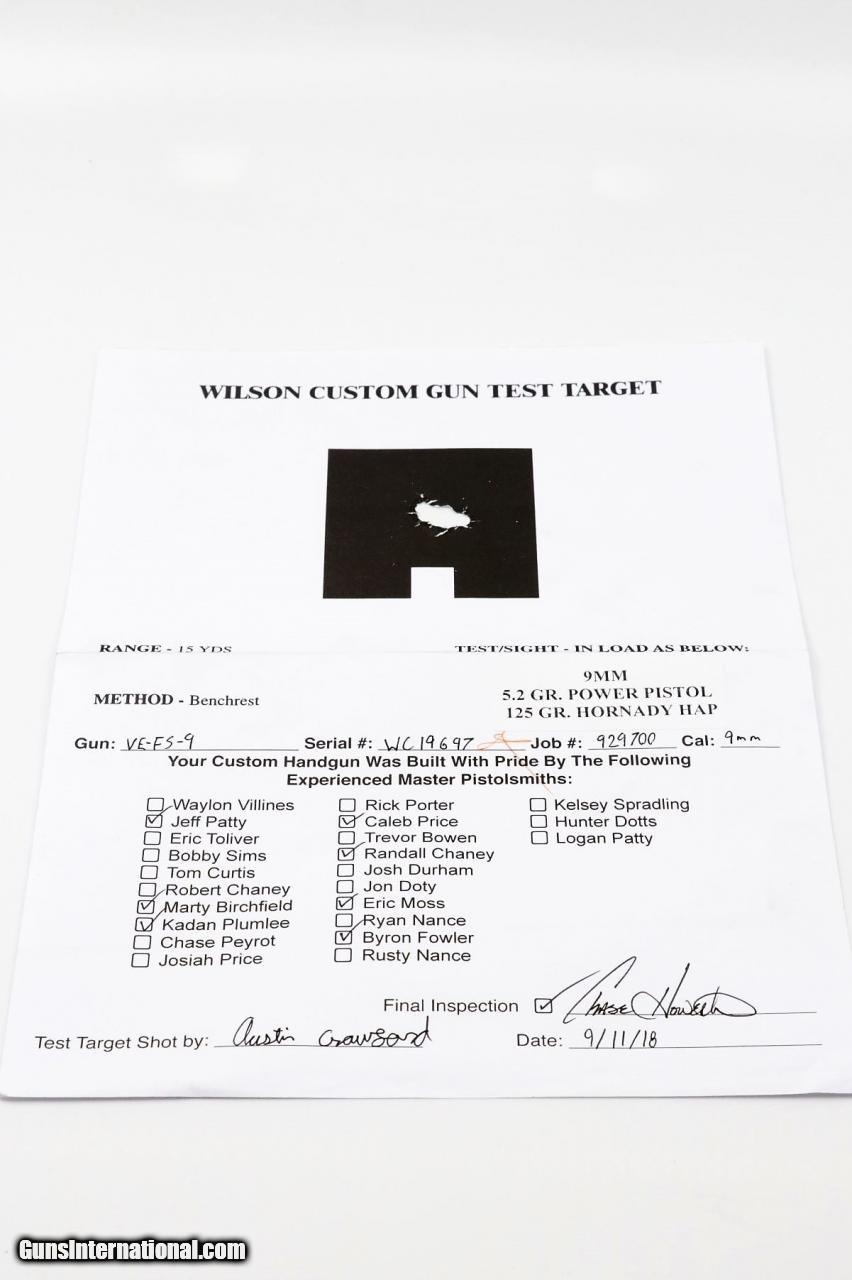 WILSON CUSTOM GUN TEST TARGET
RANGE - 15 YDS
TEST/SIGHT - IN LOAD AS BELOW:
METHOD - Benchrest
9MM
5.2 GR. POWER PISTOL
125 GR. HORNADY HAP
Gun: VE-FS-9 Serial #: WC19697 Job #: 929700 Cal: 9mm
Your Custom Handgun Was Built With Pride By The Following
Experienced Master Pistolsmiths:
Waylon Villines
Jeff Patty
Eric Toliver
Bobby Sims
Tom Curtis
Robert Chaney
Marty Birchfield
Kadan Plumlee
Chase Peyrot
Josiah Price
Rick Porter
Caleb Price
Trevor Bowen
Randall Chaney
Josh Durham
Jon Doty
Eric Moss
Ryan Nance
Byron Fowler
Rusty Nance
Kelsey Spradling
Hunter Dotts
Logan Patty
Final Inspection Chase Howerth
Test Target Shot by: Austin Crawford
Date: 9/11/18
GunsInternational.com